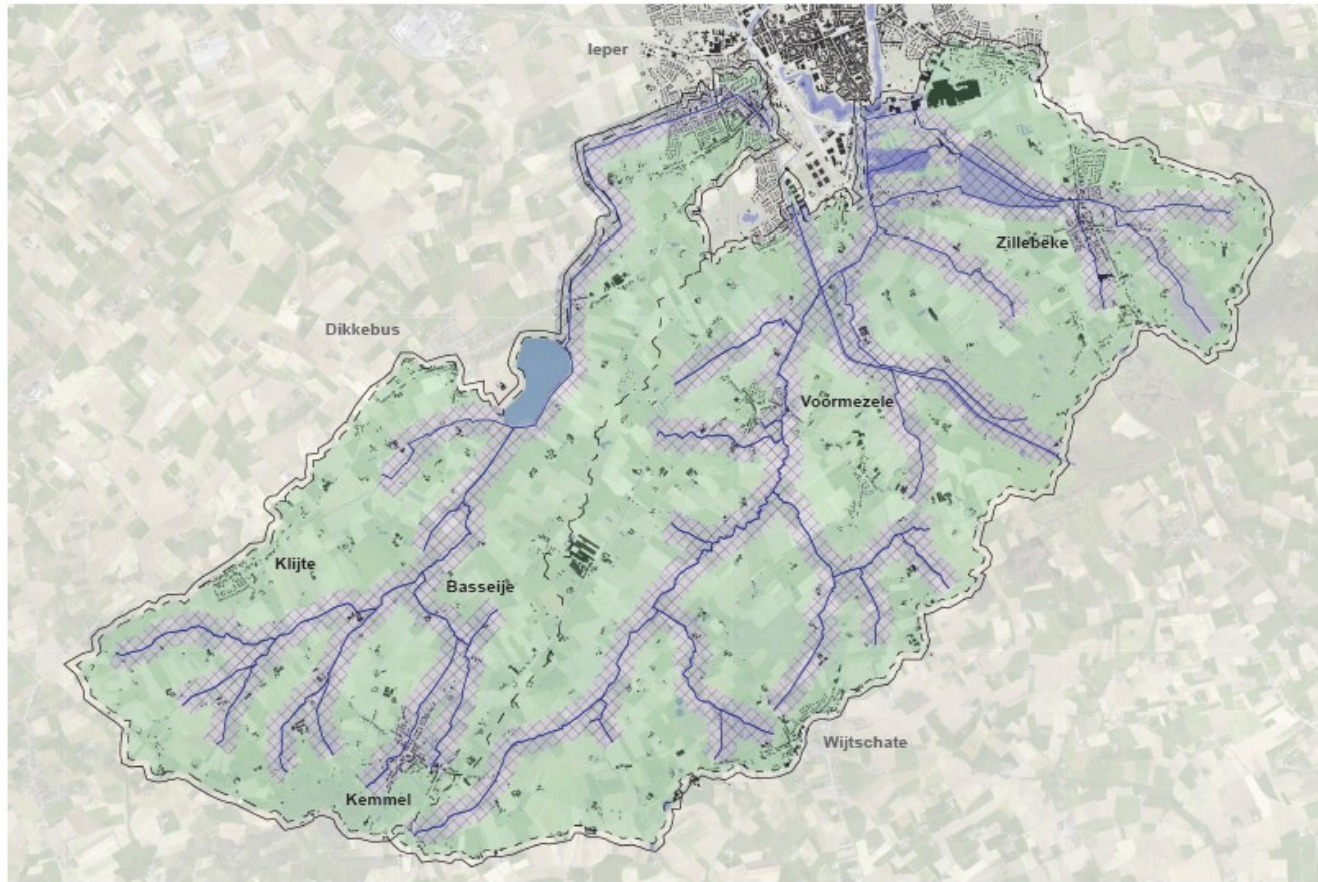 Ieper
Zillebeke
Dikkebus
Voormezele
Klijte
Basseije
Wijtschate
Kemmel